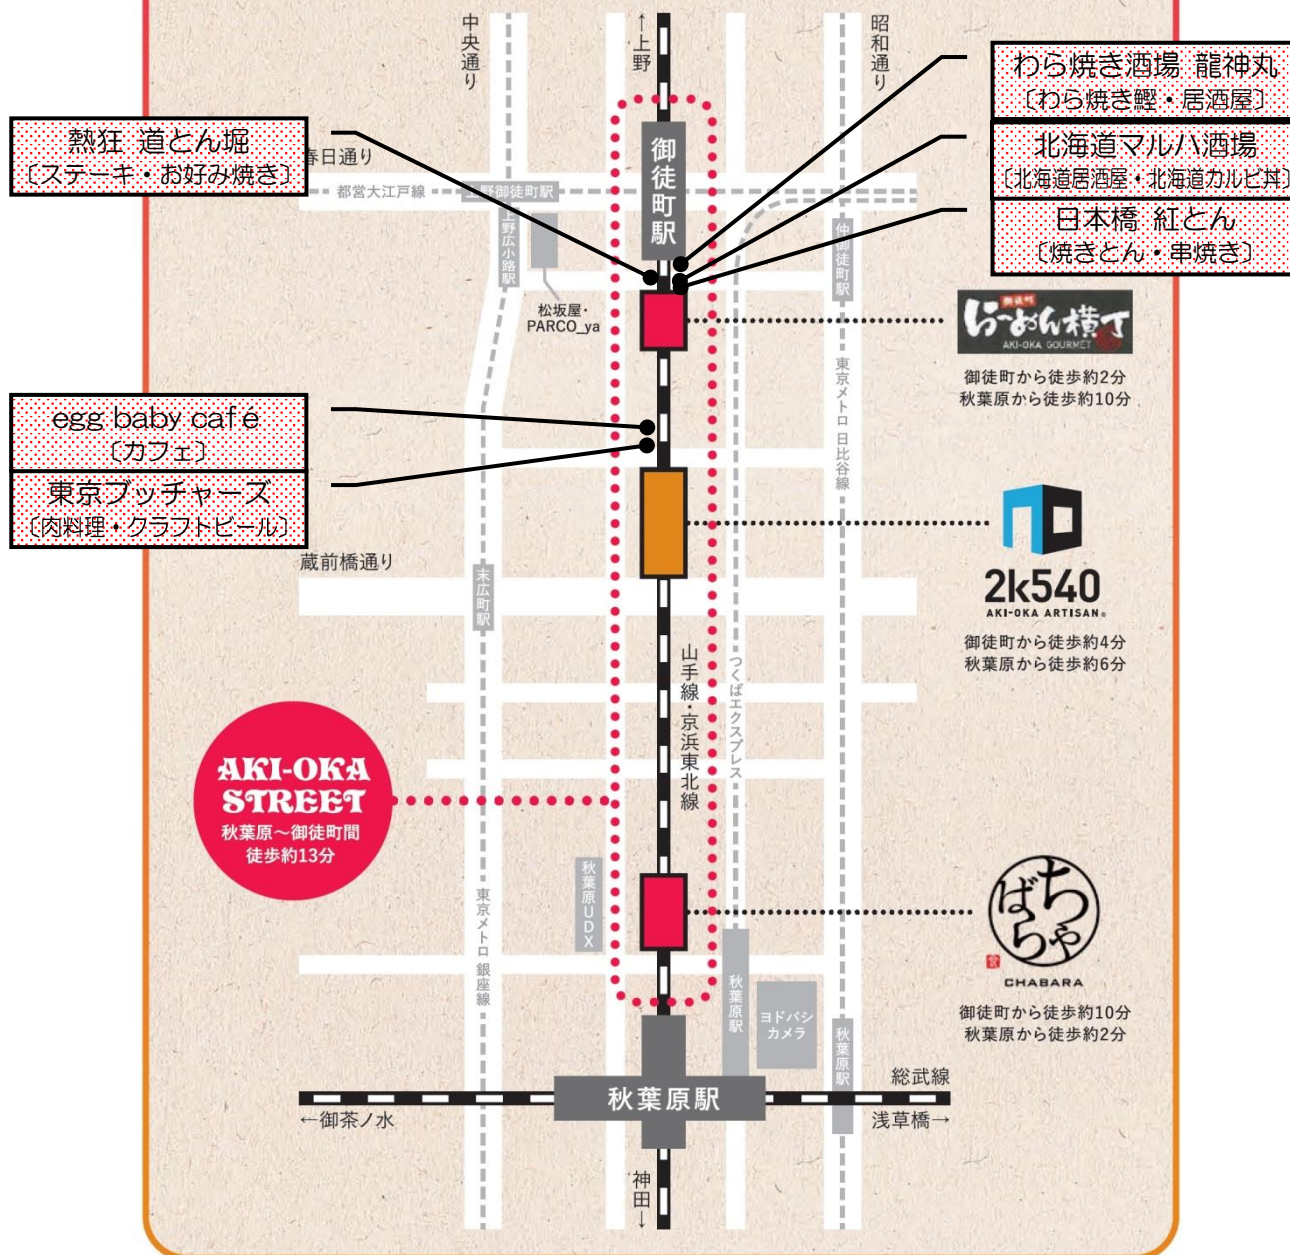 中央通り
↑上野
昭和通り
わら焼き酒場 龍神丸
〔わら焼き鰹・居酒屋〕
北海道マルハ酒場
〔北海道居酒屋・北海道カルビ丼〕
日本橋 紅とん
〔焼きとん・串焼き〕
熱狂 道とん堀
〔ステーキ・お好み焼き〕
春日通り
都営大江戸線
上野御徒町駅
御徒町駅
上野広小路駅
仲御徒町駅
松坂屋・
PARCO_ya
御徒町
らーめん横丁
AKI-OKA GOURMET
御徒町から徒歩約2分
秋葉原から徒歩約10分
東京メトロ 日比谷線
egg baby café
〔カフェ〕
東京ブッチャーズ
〔肉料理・クラフトビール〕
2k540
AKI-OKA ARTISAN®
御徒町から徒歩約4分
秋葉原から徒歩約6分
蔵前橋通り
末広町駅
山手線・京浜東北線
つくばエクスプレス
AKI-OKA
STREET
秋葉原～御徒町間
徒歩約13分
秋葉原UDX
東京メトロ 銀座線
ちゃばら
CHABARA
御徒町から徒歩約10分
秋葉原から徒歩約2分
秋葉原駅
ヨドバシ
カメラ
秋葉原駅
総武線
秋葉原駅
←御茶ノ水
浅草橋→
神田↓